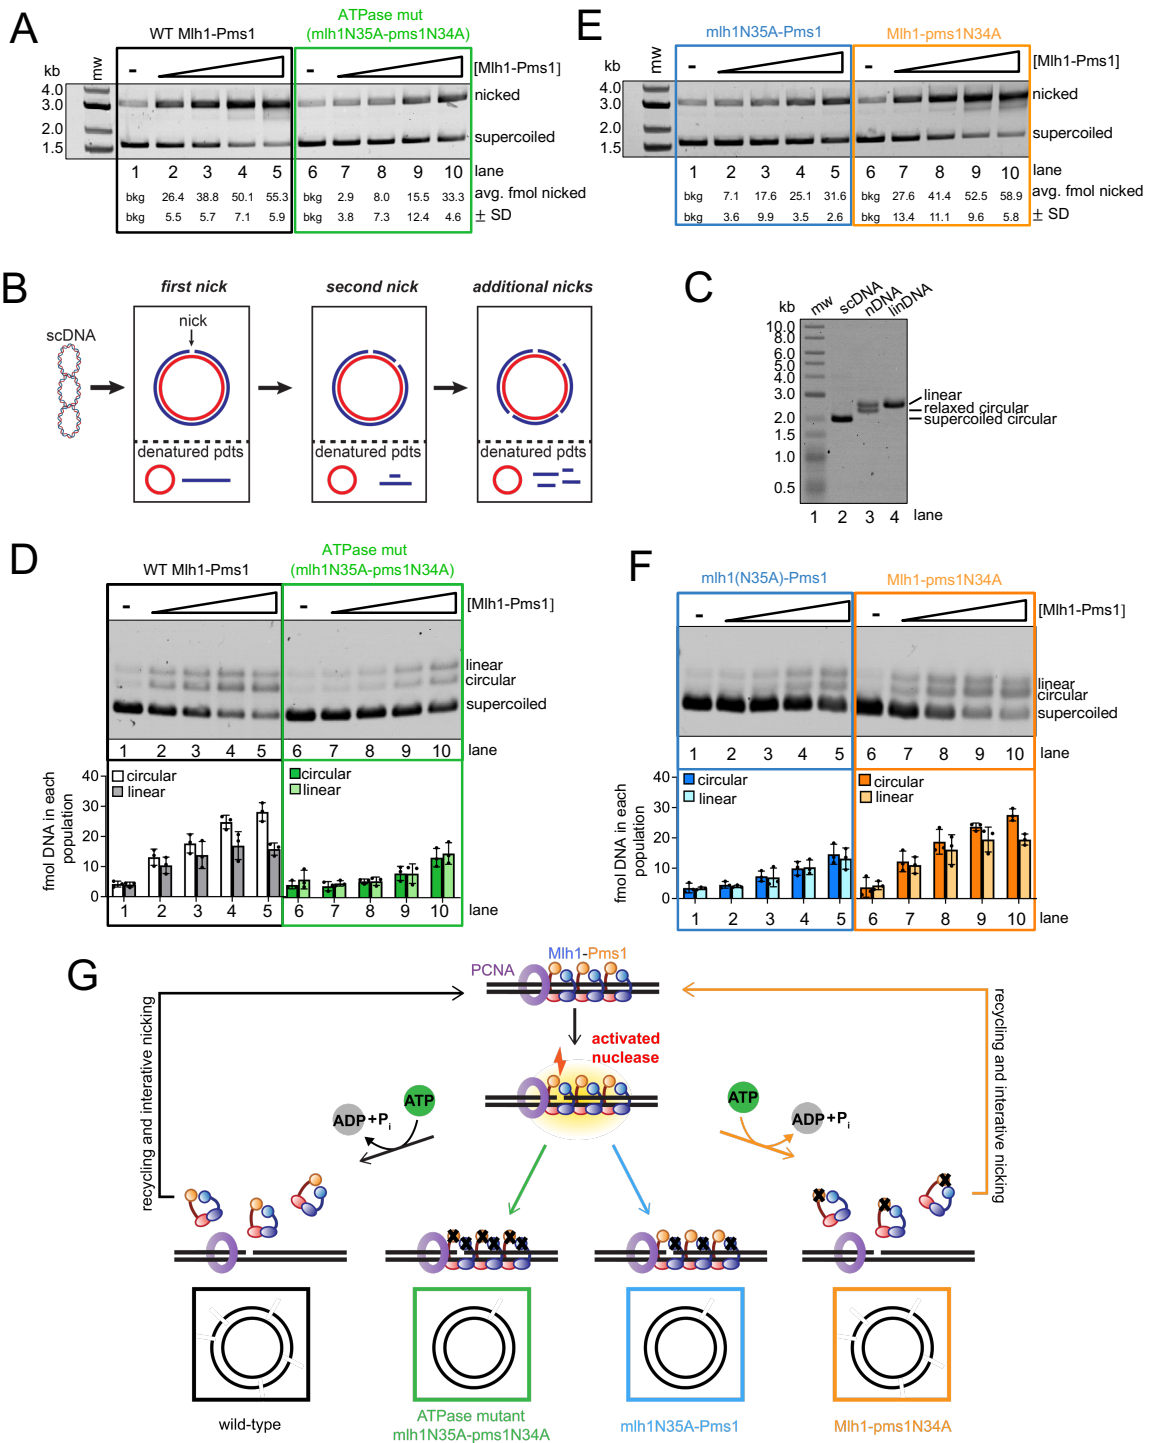 A
WT Mlh1-Pms1
ATPase mut
(mlh1N35A-pms1N34A)
kb
mw
-
-
[Mlh1-Pms1]
4.0
3.0
2.0
1.5
nicked
supercoiled
1 2 3 4 5 6 7 8 9 10 lane
bkg 26.4 38.8 50.1 55.3 bkg 2.9 8.0 15.5 33.3 avg. fmol nicked
bkg 5.5 5.7 7.1 5.9 bkg 3.8 7.3 12.4 4.6 ± SD
E
mlh1N35A-Pms1
Mlh1-pms1N34A
kb
mw
-
-
[Mlh1-Pms1]
4.0
3.0
2.0
1.5
nicked
supercoiled
1 2 3 4 5 6 7 8 9 10 lane
bkg 7.1 17.6 25.1 31.6 bkg 27.6 41.4 52.5 58.9 avg. fmol nicked
bkg 3.6 9.9 3.5 2.6 bkg 13.4 11.1 9.6 5.8 ± SD
B
first nick
second nick
additional nicks
scDNA
nick
denatured pdts
denatured pdts
denatured pdts
C
kb
mw
scDNA
nDNA
linDNA
10.0
8.0
6.0
5.0
4.0
3.0
2.0
1.5
1.0
0.5
linear
relaxed circular
supercoiled circular
1 2 3 4 lane
D
WT Mlh1-Pms1
ATPase mut
(mlh1N35A-pms1N34A)
-
-
[Mlh1-Pms1]
linear
circular
supercoiled
1 2 3 4 5 6 7 8 9 10 lane
fmol DNA in each
population
40
30
20
10
0
circular
linear
circular
linear
1 2 3 4 5 6 7 8 9 10 lane
F
mlh1(N35A)-Pms1
Mlh1-pms1N34A
-
-
[Mlh1-Pms1]
linear
circular
supercoiled
1 2 3 4 5 6 7 8 9 10 lane
fmol DNA in each
population
40
30
20
10
0
circular
linear
circular
linear
1 2 3 4 5 6 7 8 9 10 lane
G
Mlh1-Pms1
PCNA
activated
nuclease
recycling and interative nicking
recycling and interative nicking
ATP
ADP+Pi
ATP
ADP+Pi
wild-type
ATPase mutant
mlh1N35A-pms1N34A
mlh1N35A-Pms1
Mlh1-pms1N34A